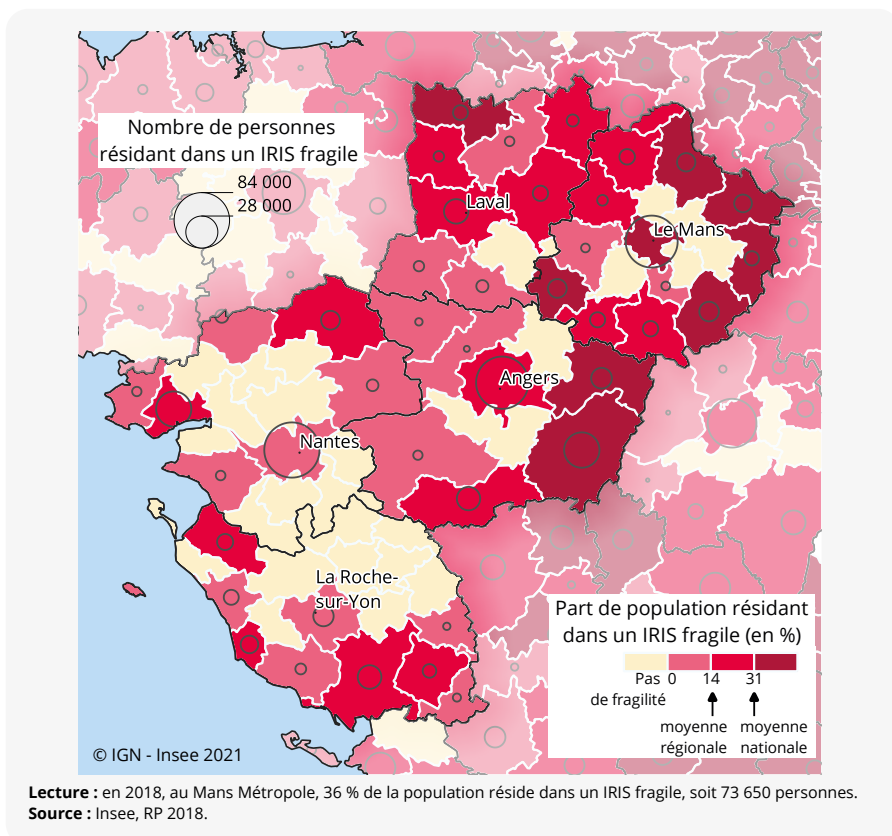 Nombre de personnes
résidant dans un IRIS fragile
84 000
28 000
Laval
Le Mans
Angers
Nantes
La Roche-
sur-Yon
Part de population résidant
dans un IRIS fragile (en %)
Pas 0 14 31
de fragilité
moyenne moyenne
régionale nationale
© IGN - Insee 2021
Lecture : en 2018, au Mans Métropole, 36 % de la population réside dans un IRIS fragile, soit 73 650 personnes.
Source : Insee, RP 2018.